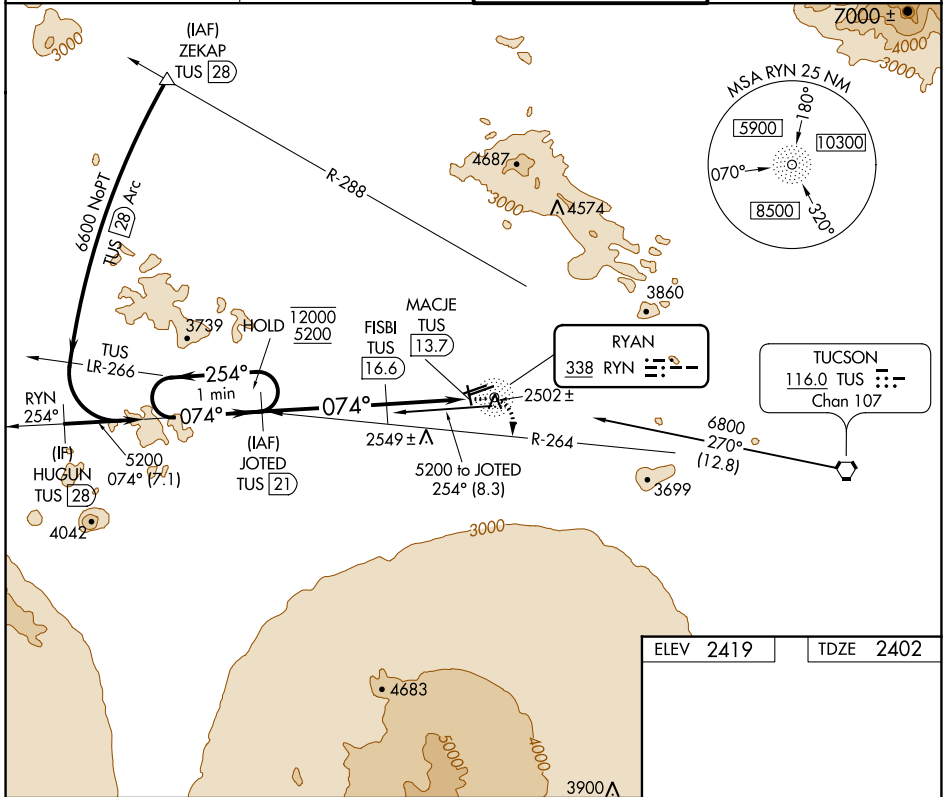 3000
(IAF)
ZEKAP
TUS 28
7000 ±
4000
3000
MSA RYN 25 NM
180°
5900
10300
070°
8500
320°
R-288
4687
3000
4574
6600 NoPT
TUS 28 Arc
3860
3739
HOLD
12000
5200
MACJE
TUS
13.7
FISBI
TUS
16.6
RYAN
338 RYN
TUCSON
116.0 TUS
Chan 107
TUS
LR-266
254°
1 min
074°
074°
2502 ±
RYN
254°
(IF)
HUGUN
TUS 28
5200
074° (7.1)
(IAF)
JOTED
TUS 21
2549 ±
R-264
5200 to JOTED
254° (8.3)
6800
270°
(12.8)
3699
4042
3000
ELEV 2419
TDZE 2402
4683
5000
4000
3900